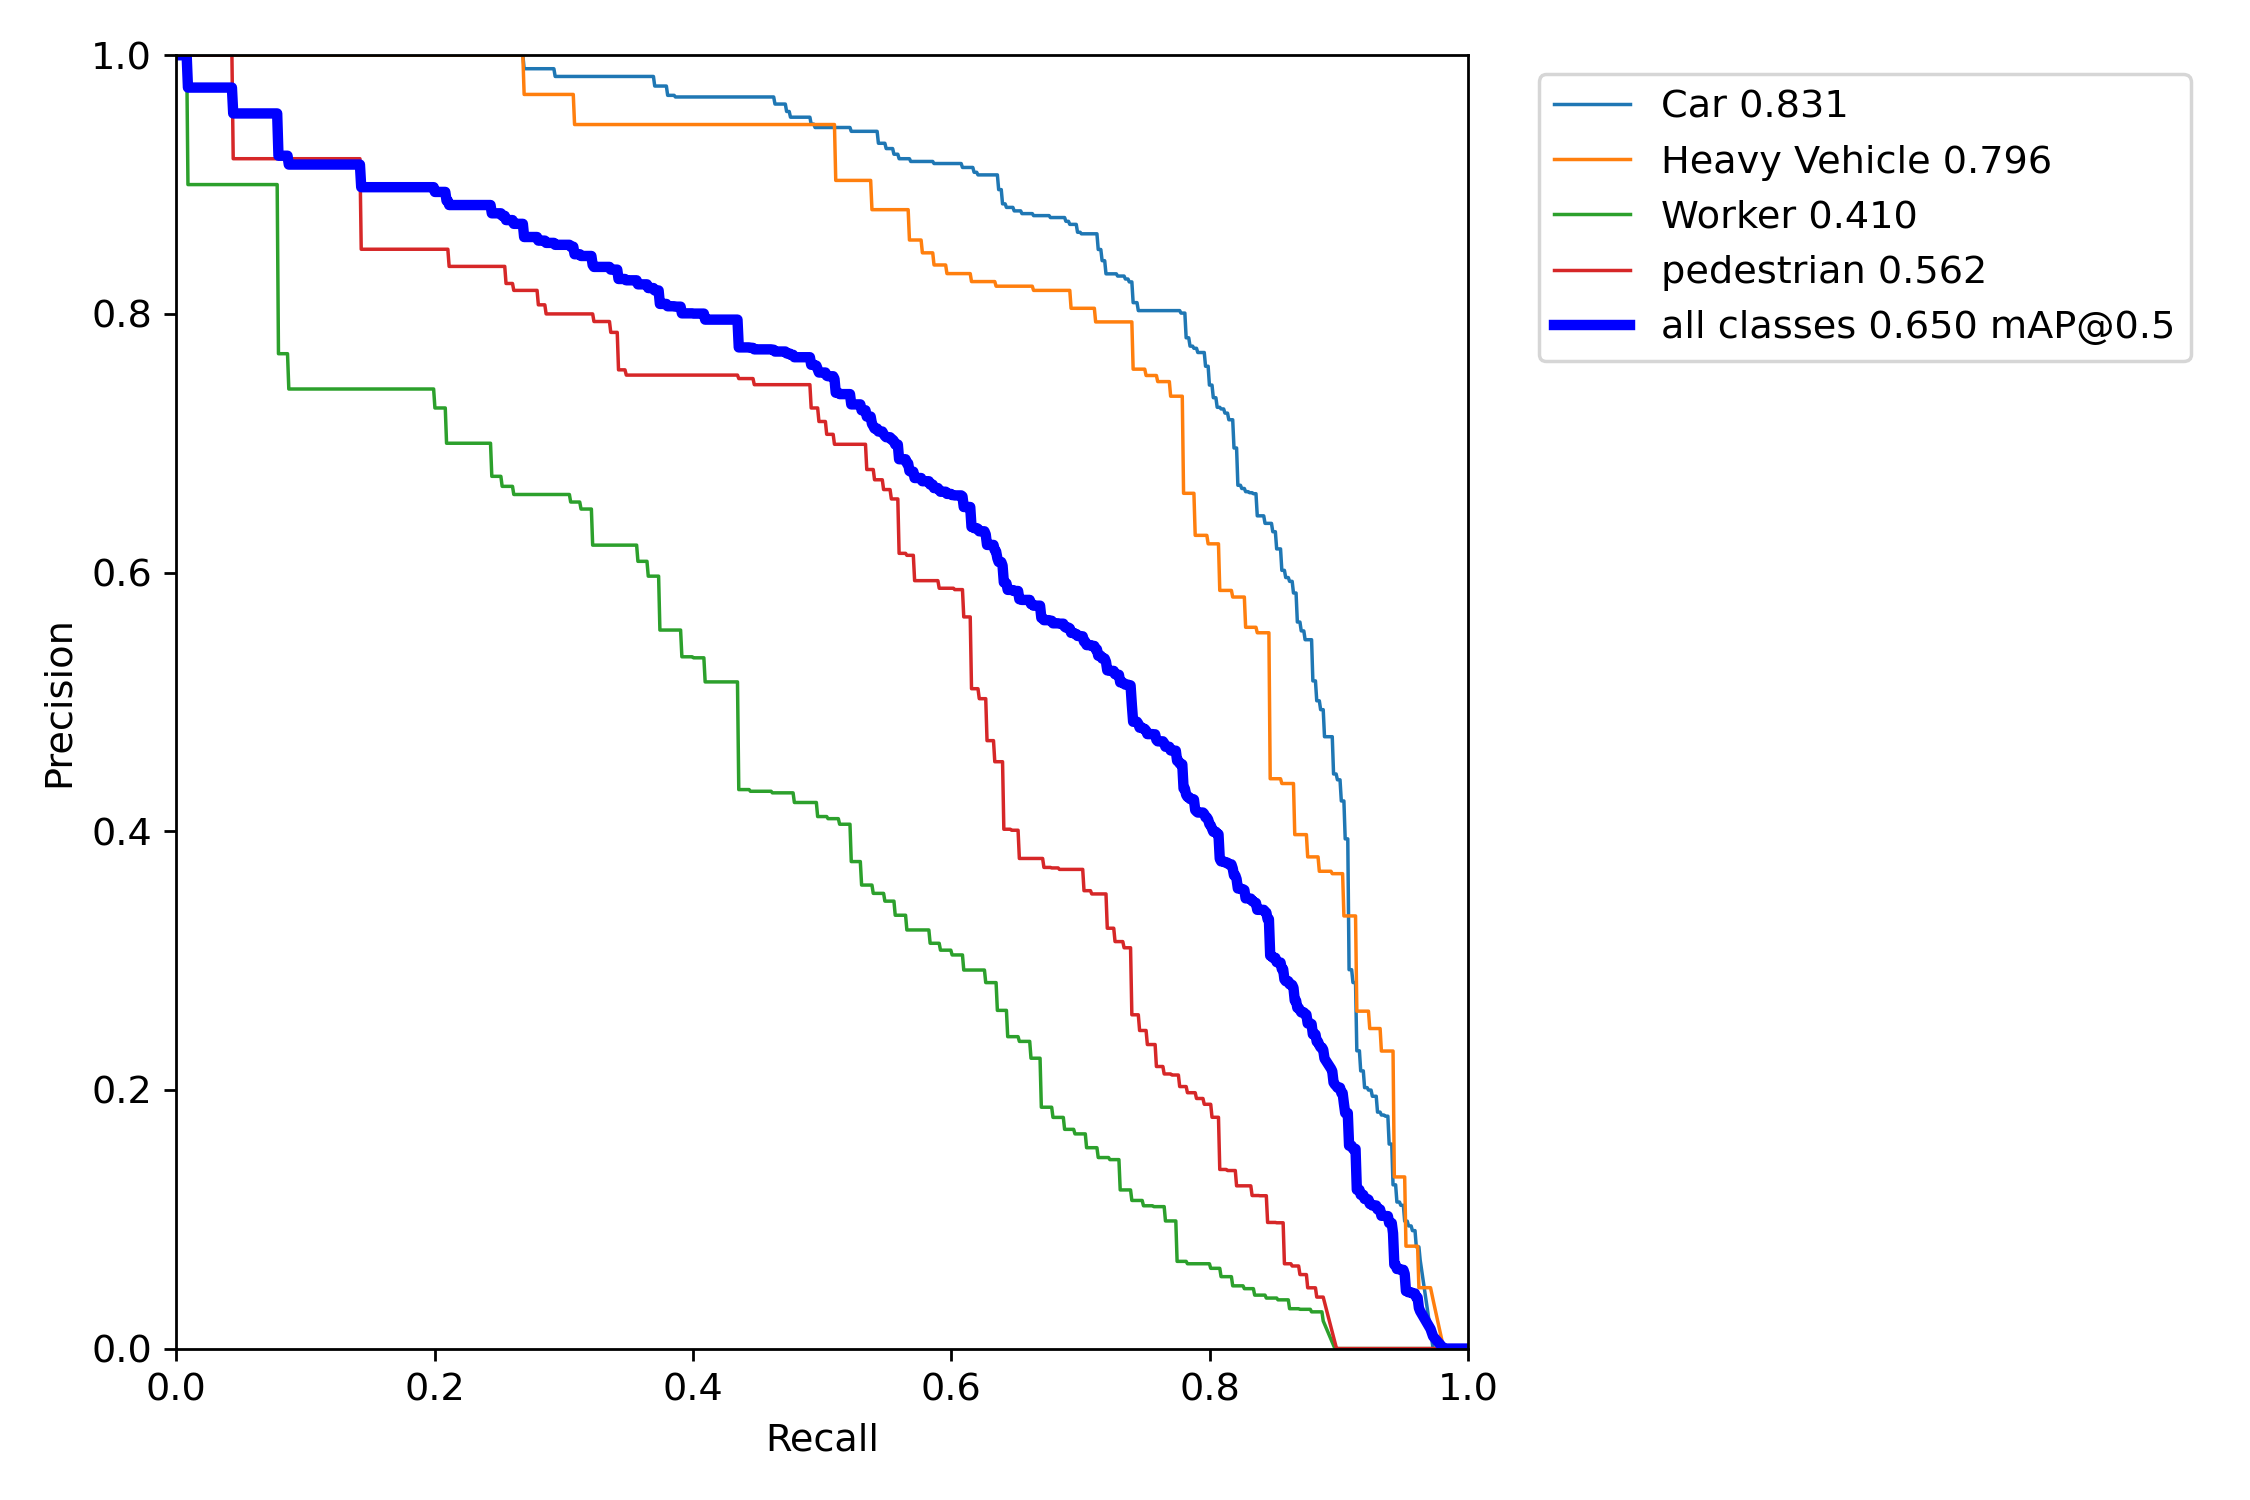 Car 0.831
Heavy Vehicle 0.796
Worker 0.410
pedestrian 0.562
all classes 0.650 mAP@0.5
1.0
0.8
0.6
0.4
0.2
0.0
Precision
0.0 0.2 0.4 0.6 0.8 1.0
Recall